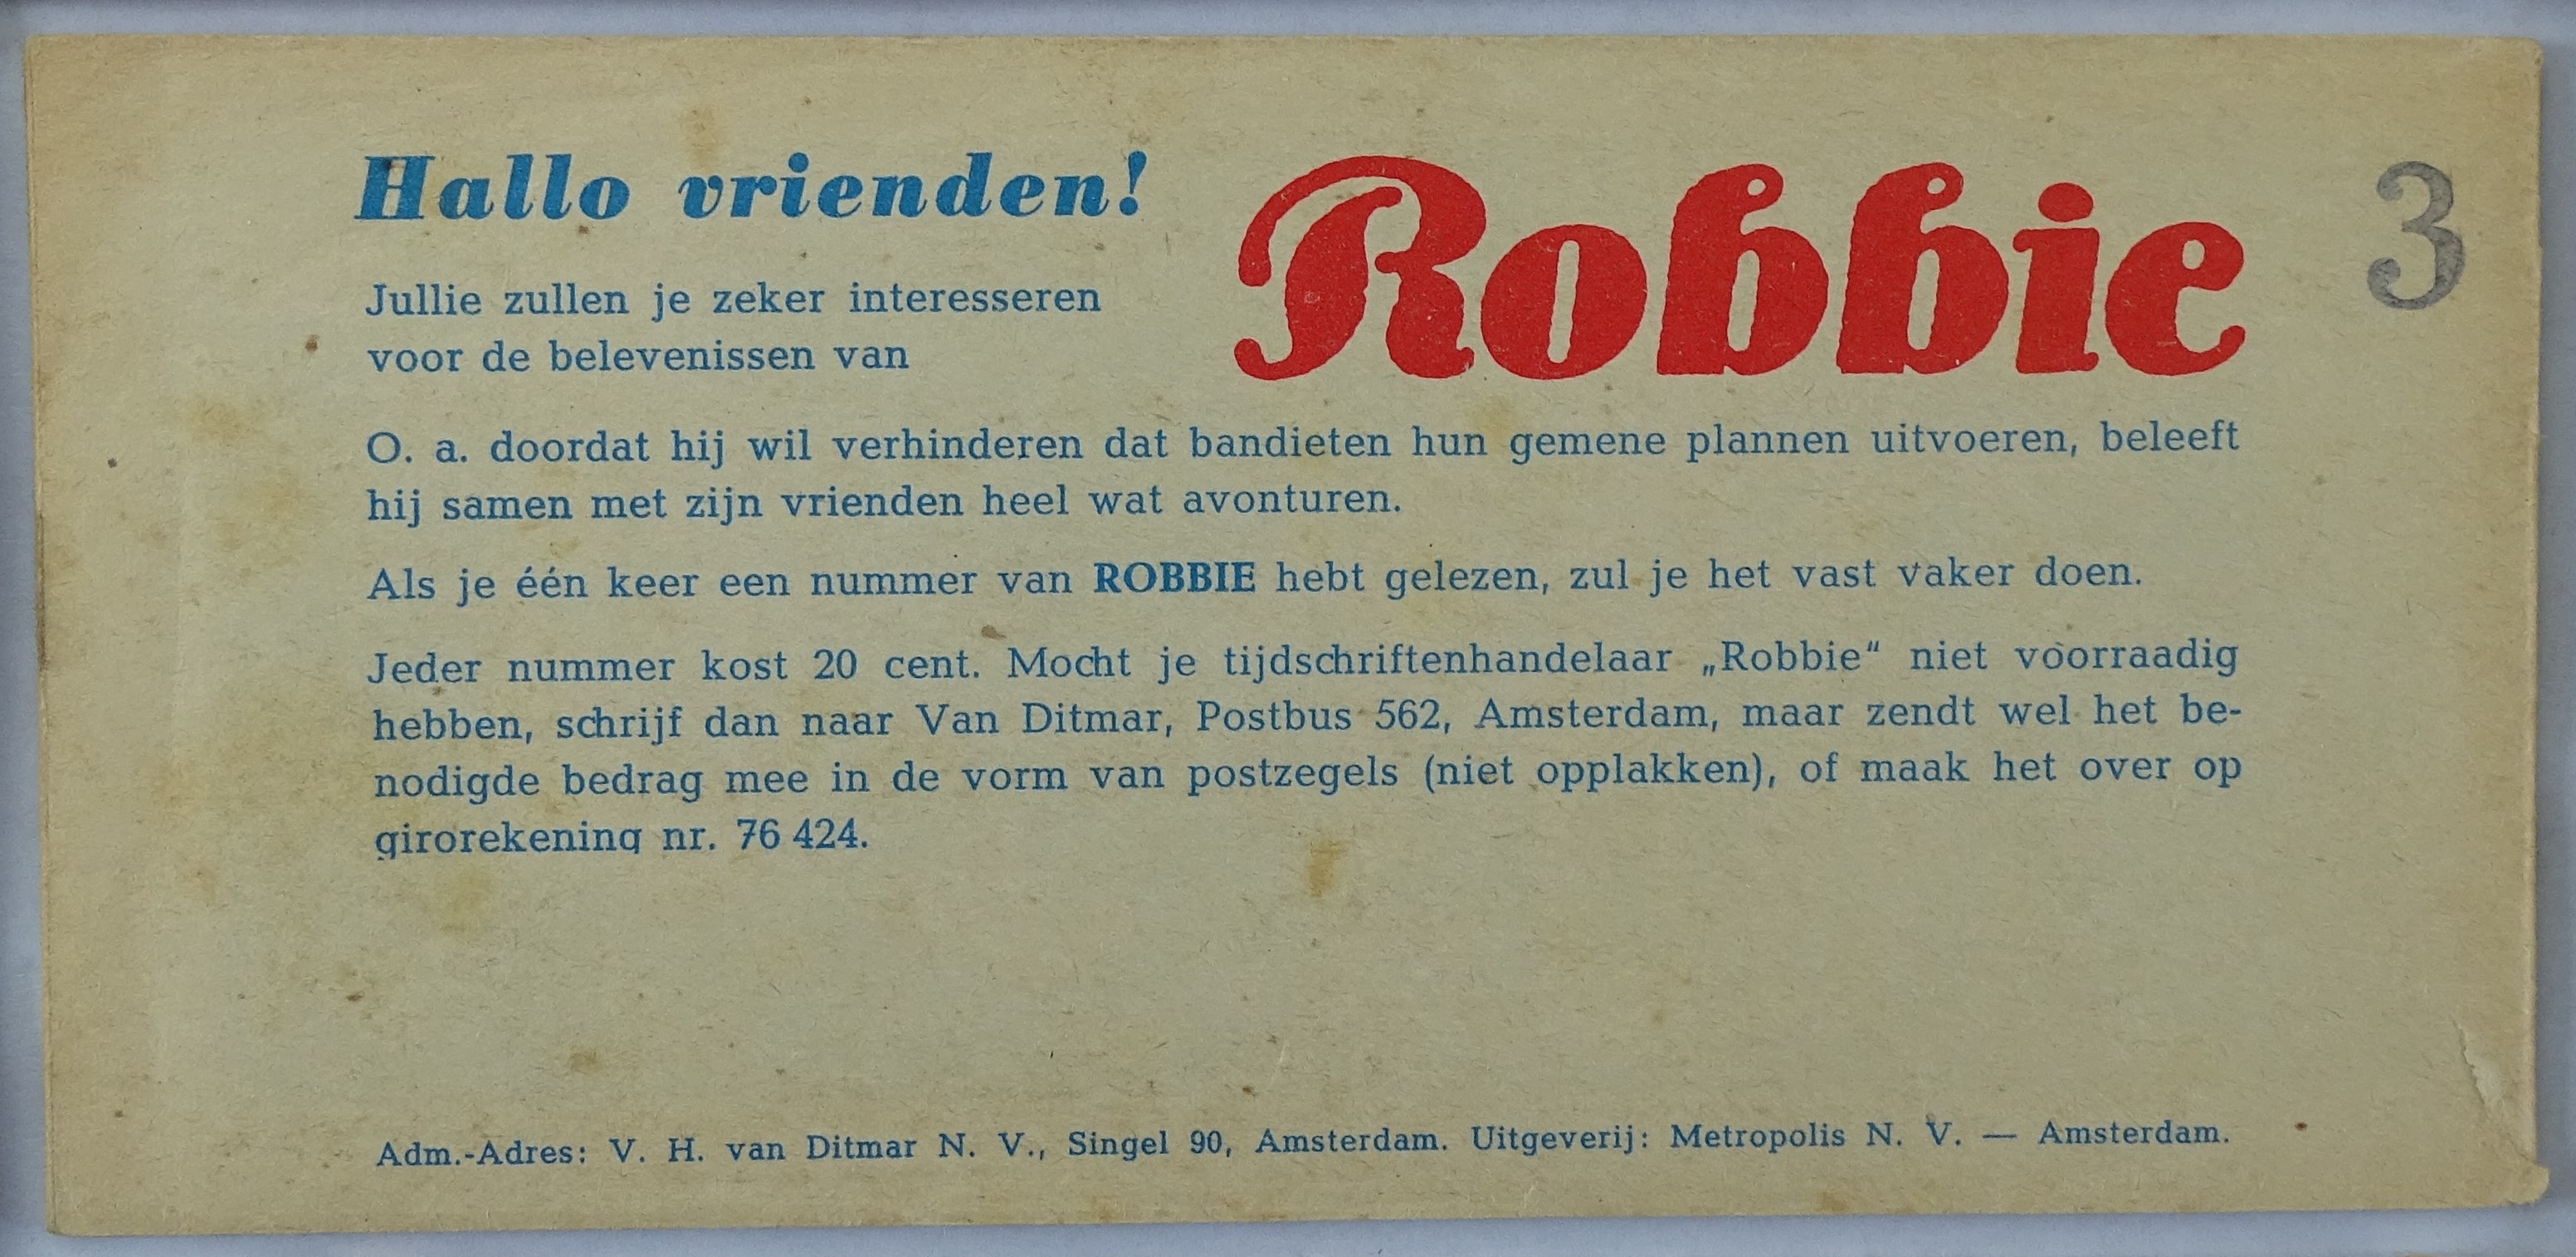 Hallo vrienden!
Robbie
3
Jullie zullen je zeker interesseren
voor de belevenissen van
O. a. doordat hij wil verhinderen dat bandieten hun gemene plannen uitvoeren, beleeft
hij samen met zijn vrienden heel wat avonturen.
Als je één keer een nummer van ROBBIE hebt gelezen, zul je het vast vaker doen.
Jeder nummer kost 20 cent. Mocht je tijdschriftenhandelaar „Robbie“ niet voorraadig
hebben, schrijf dan naar Van Ditmar, Postbus 562, Amsterdam, maar zendt wel het be-
nodigde bedrag mee in de vorm van postzegels (niet opplakken), of maak het over op
girorekening nr. 76 424.
Adm.-Adres: V. H. van Ditmar N. V., Singel 90, Amsterdam. Uitgeverij: Metropolis N. V. — Amsterdam.